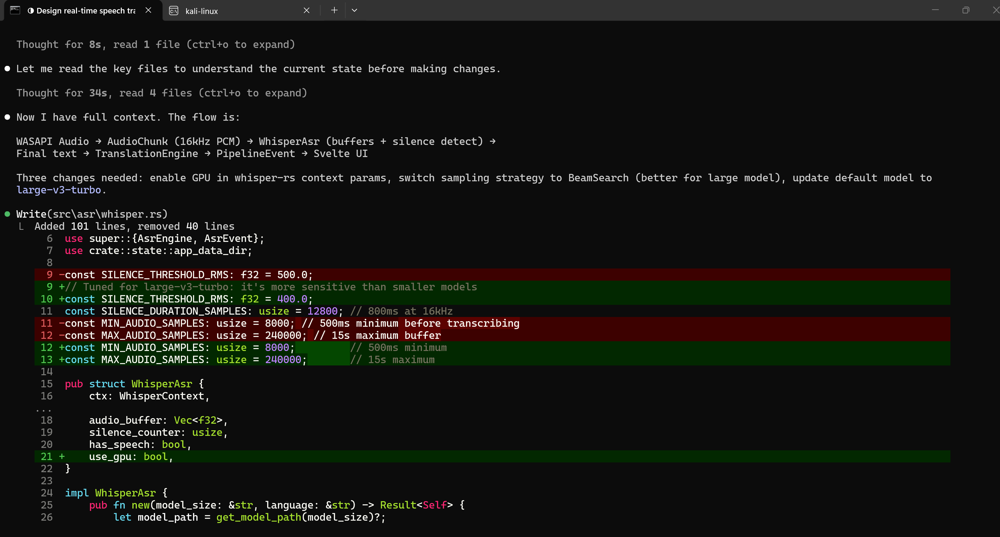 Design real-time speech tra
kali-linux
Thought for 8s, read 1 file (ctrl+o to expand)
● Let me read the key files to understand the current state before making changes.
Thought for 34s, read 4 files (ctrl+o to expand)
● Now I have full context. The flow is:
WASAPI Audio → AudioChunk (16kHz PCM) → WhisperAsr (buffers + silence detect) →
Final text → TranslationEngine → PipelineEvent → Svelte UI
Three changes needed: enable GPU in whisper-rs context params, switch sampling strategy to BeamSearch (better for large model), update default model to
large-v3-turbo.
● Write(src\asr\whisper.rs)
└ Added 101 lines, removed 40 lines
6 use super::{AsrEngine, AsrEvent};
7 use crate::state::app_data_dir;
8
9 -const SILENCE_THRESHOLD_RMS: f32 = 500.0;
9 +// Tuned for large-v3-turbo: it's more sensitive than smaller models
10 +const SILENCE_THRESHOLD_RMS: f32 = 400.0;
11 const SILENCE_DURATION_SAMPLES: usize = 12800; // 800ms at 16kHz
11 -const MIN_AUDIO_SAMPLES: usize = 8000; // 500ms minimum before transcribing
12 -const MAX_AUDIO_SAMPLES: usize = 240000; // 15s maximum buffer
12 +const MIN_AUDIO_SAMPLES: usize = 8000;         // 500ms minimum
13 +const MAX_AUDIO_SAMPLES: usize = 240000;       // 15s maximum
14
15 pub struct WhisperAsr {
16     ctx: WhisperContext,
...
18     audio_buffer: Vec<f32>,
19     silence_counter: usize,
20     has_speech: bool,
21 +    use_gpu: bool,
22 }
23
24 impl WhisperAsr {
25     pub fn new(model_size: &str, language: &str) -> Result<Self> {
26         let model_path = get_model_path(model_size)?;